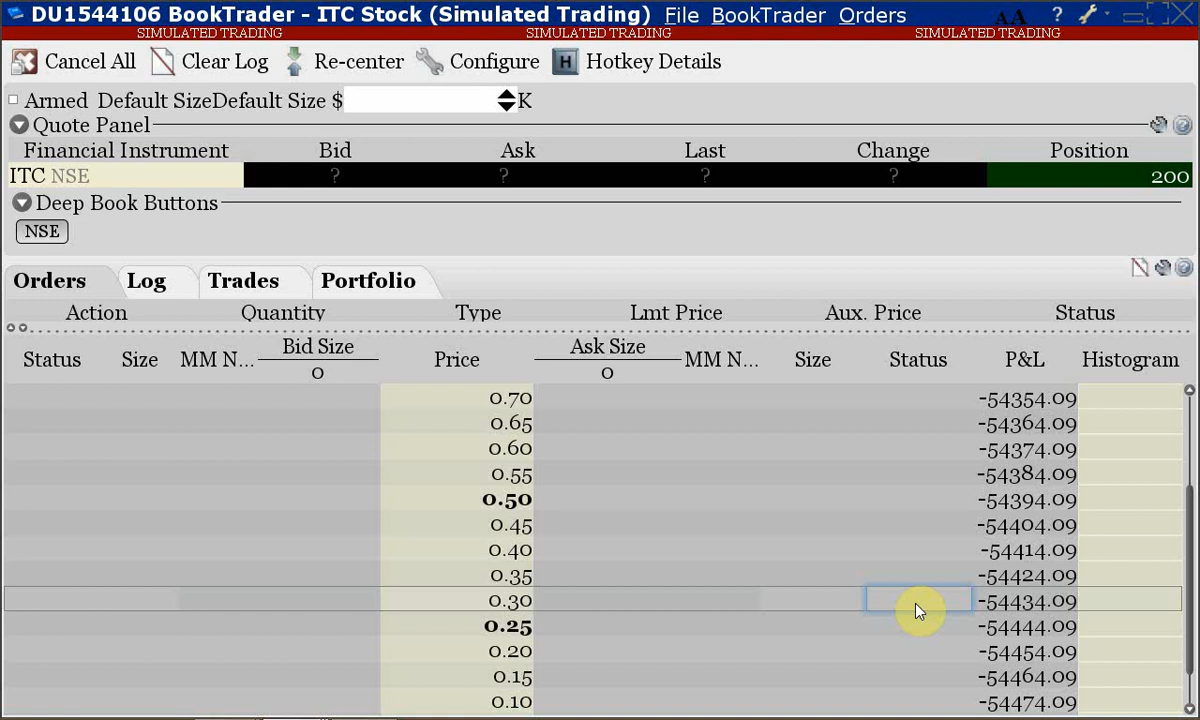 DU1544106 BookTrader - ITC Stock (Simulated Trading) File BookTrader Orders AA ?
SIMULATED TRADING SIMULATED TRADING SIMULATED TRADING
Cancel All Clear Log Re-center Configure H Hotkey Details
Armed Default SizeDefault Size $ K
Quote Panel
Financial Instrument Bid Ask Last Change Position
ITC NSE ? ? ? ? 200
Deep Book Buttons
NSE
Orders Log Trades Portfolio
Action Quantity Type Lmt Price Aux. Price Status
Status Size MM N... Bid Size Price Ask Size MM N... Size Status P&L Histogram
0 0
0.70 -54354.09
0.65 -54364.09
0.60 -54374.09
0.55 -54384.09
0.50 -54394.09
0.45 -54404.09
0.40 -54414.09
0.35 -54424.09
0.30 -54434.09
0.25 -54444.09
0.20 -54454.09
0.15 -54464.09
0.10 -54474.09